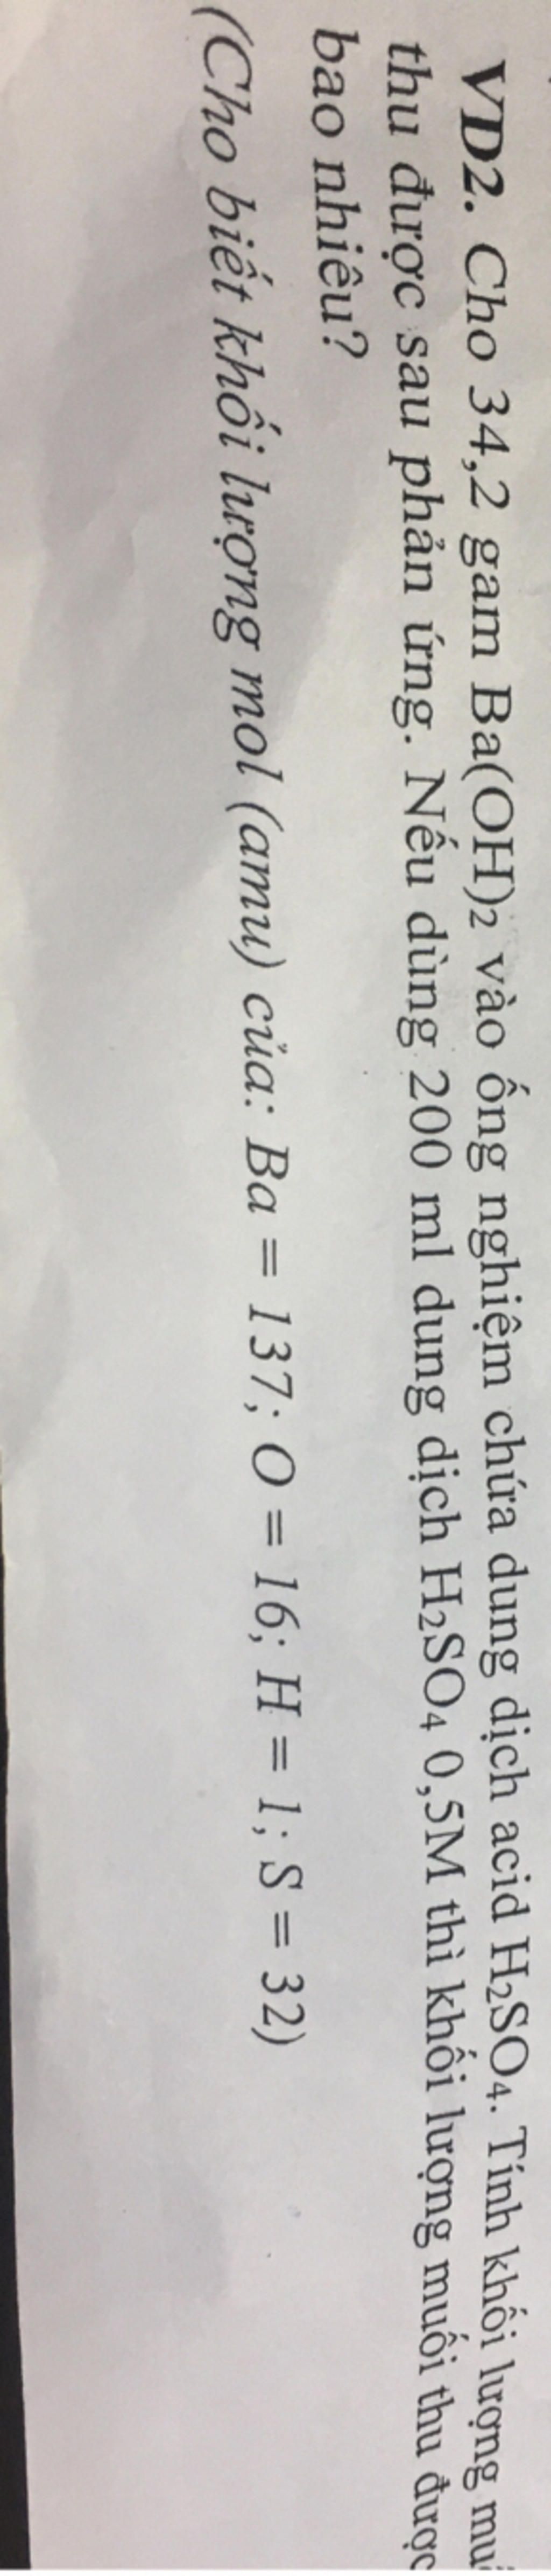 VD2. Cho 34,2 gam Ba(OH)₂ vào ống nghiệm chứa dung dịch acid H₂SO₄. Tính khối lượng
thu được sau phản ứng. Nếu dùng 200 ml dung dịch H₂SO₄ 0,5M thì khối lượng muối thu được
bao nhiêu?
(Cho biết khối lượng mol (amu) của: Ba = 137; O = 16; H = 1; S = 32)